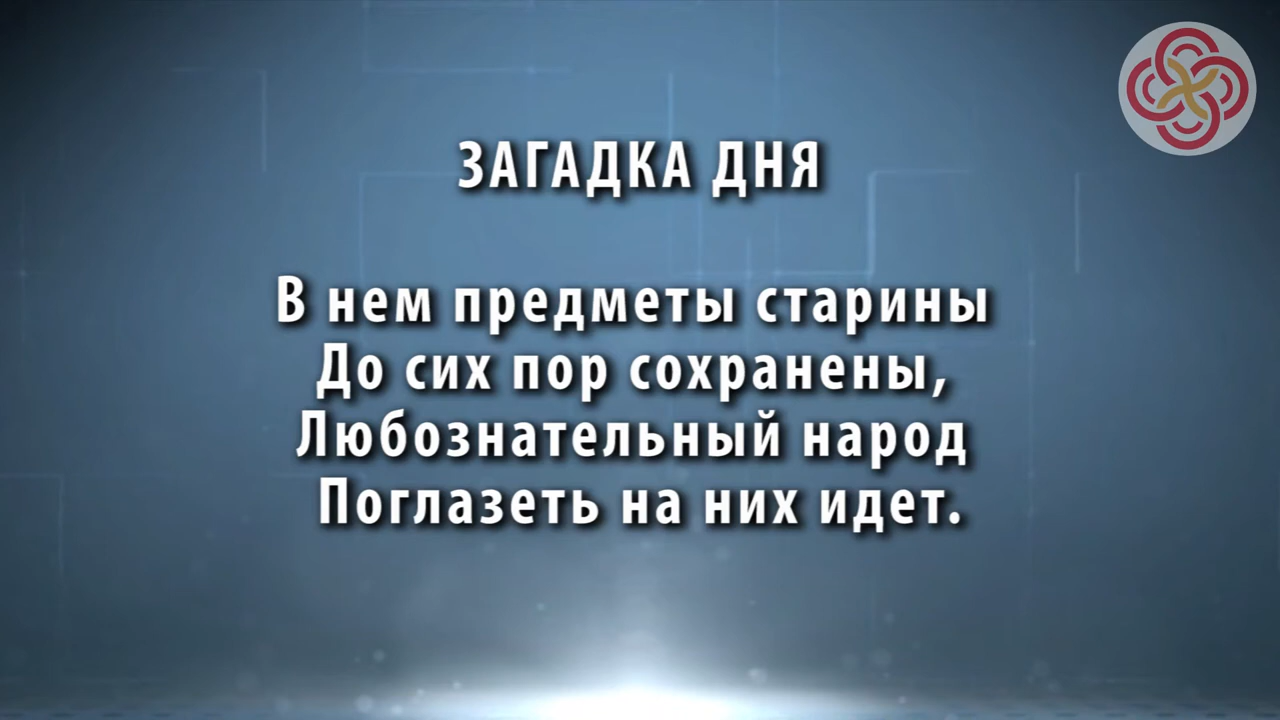 ЗАГАДКА ДНЯ
В нем предметы старины
До сих пор сохранены,
Любознательный народ
Поглазеть на них идет.